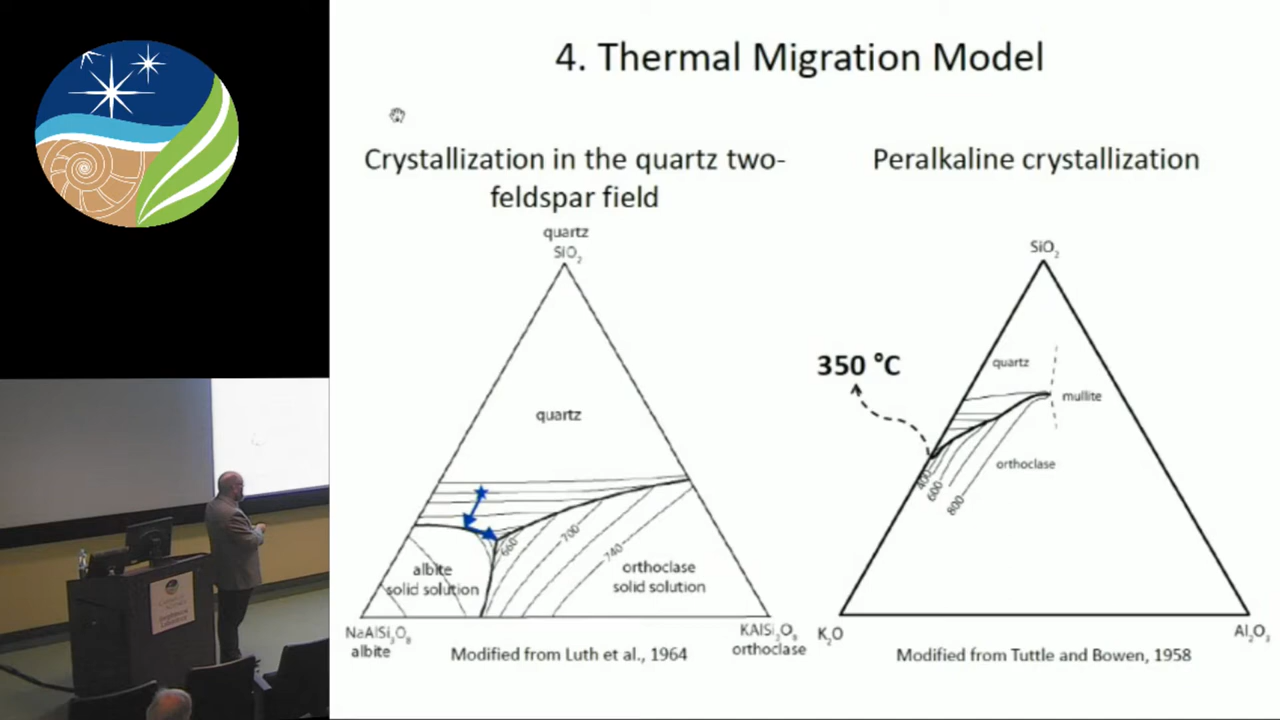 4. Thermal Migration Model
Crystallization in the quartz two-
feldspar field
quartz
SiO₂
quartz
660
700
740
albite
solid solution
orthoclase
solid solution
NaAlSi₃O₈
albite
KAlSi₃O₈
orthoclase
Modified from Luth et al., 1964
Peralkaline crystallization
SiO₂
350 °C
quartz
mullite
orthoclase
400
600
800
K₂O
Al₂O₃
Modified from Tuttle and Bowen, 1958